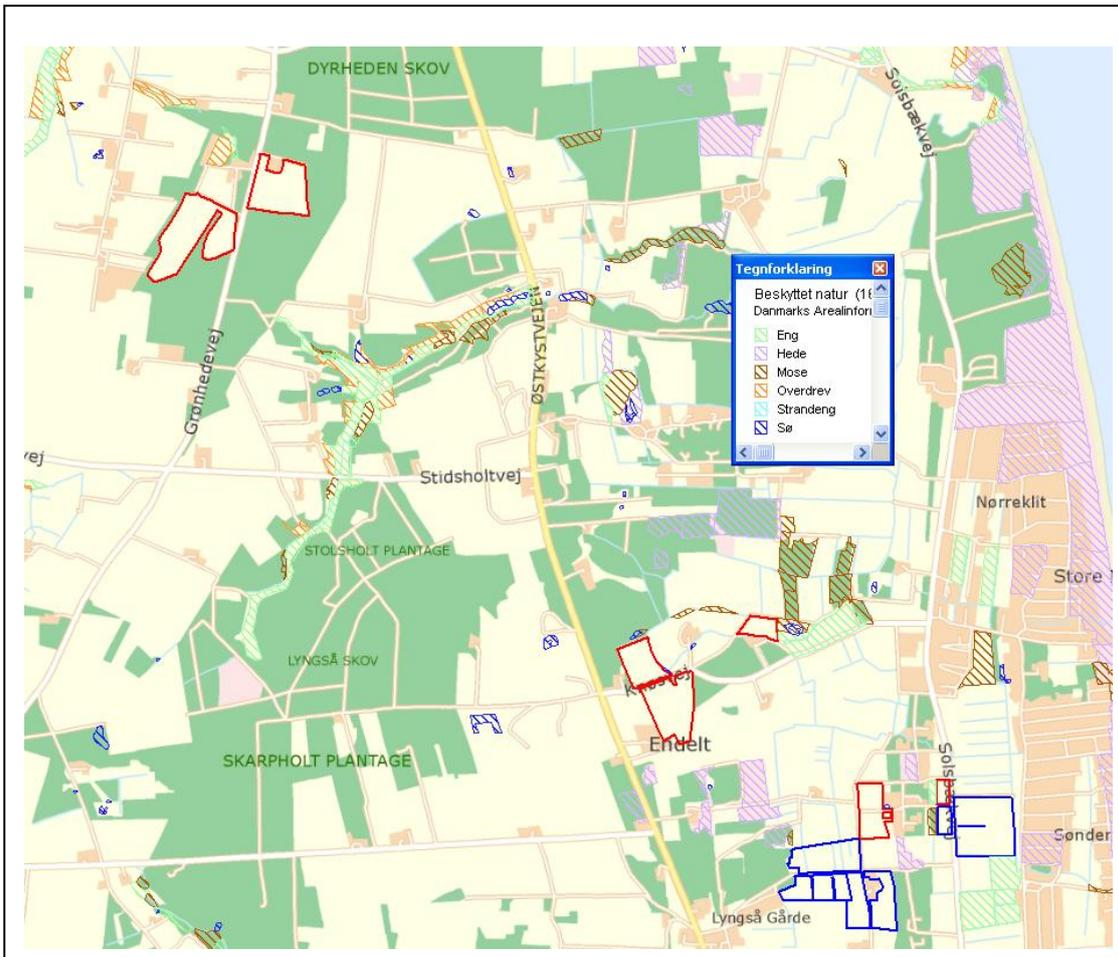 DYRHEDEN SKOV
Solsbækvej
Grønhedevej
ØSTKYSTVEJEN
Tegnforklaring
Beskyttet natur (18
Danmarks Arealinfor
Eng
Hede
Mose
Overdrev
Strandeng
Sø
vej
Stidsholtvej
Nørreklit
STOLSHOLT PLANTAGE
Store
LYNGSÅ SKOV
Endelt
SKARPHOLT PLANTAGE
Sønder
Lyngså Gårde